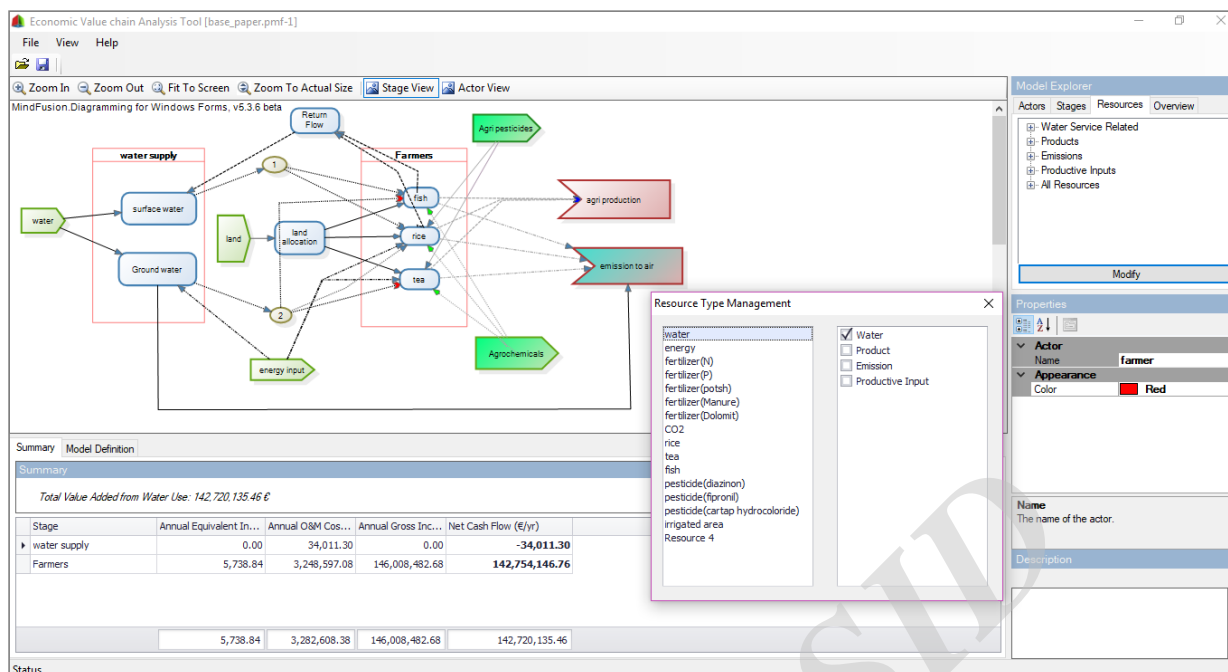 Economic Value chain Analysis Tool [base_paper.pmf-1]
File View Help
Zoom In Zoom Out Fit To Screen Zoom To Actual Size Stage View Actor View
MindFusion.Diagramming for Windows Forms, v5.3.6 beta
Return
Flow
Agri pesticides
water supply
Farmers
1
surface water
fish
agri production
water
land
land
allocation
rice
Ground water
tea
emission to air
2
energy input
Agrochemicals
Model Explorer
Actors Stages Resources Overview
Water Service Related
Products
Emissions
Productive Inputs
All Resources
Modify
Properties
Actor
Name farmer
Appearance
Color Red
Name
The name of the actor.
Description
Resource Type Management
water
energy
fertilizer(N)
fertilizer(P)
fertilizer(potsh)
fertilizer(Manure)
fertilizer(Dolomit)
CO2
rice
tea
fish
pesticide(diazinon)
pesticide(fipronil)
pesticide(cartap hydrocoloride)
irrigated area
Resource 4
Water
Product
Emission
Productive Input
Summary Model Definition
Summary
Total Value Added from Water Use: 142,720,135.46 €
Stage Annual Equivalent In... Annual O&M Cos... Annual Gross Inc... Net Cash Flow (€/yr)
water supply 0.00 34,011.30 0.00 -34,011.30
Farmers 5,738.84 3,248,597.08 146,008,482.68 142,754,146.76
5,738.84 3,282,608.38 146,008,482.68 142,720,135.46
Status
SID